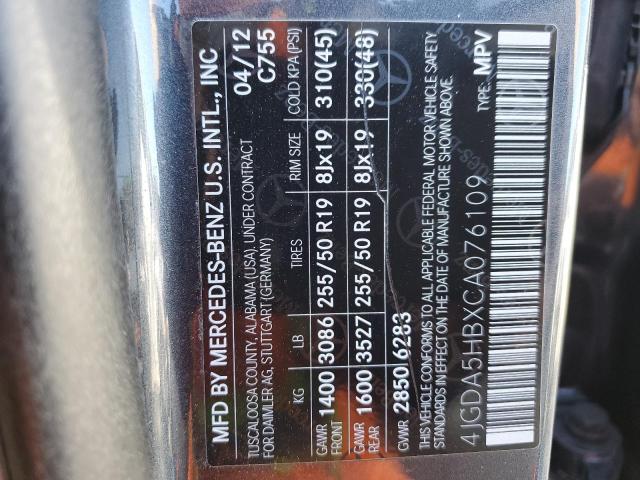 MFD BY MERCEDES-BENZ U.S. INTL., INC
TUSCALOOSA COUNTY, ALABAMA (USA), UNDER CONTRACT
FOR DAIMLER AG, STUTTGART (GERMANY)
04/12
C755
KG LB TIRES RIM SIZE COLD KPA (PSI)
GAWR FRONT 1400 3086 255/50 R19 8Jx19 310(45)
GAWR REAR 1600 3527 255/50 R19 8Jx19 330(48)
GVWR 2850 6283
THIS VEHICLE CONFORMS TO ALL APPLICABLE FEDERAL MOTOR VEHICLE SAFETY
STANDARDS IN EFFECT ON THE DATE OF MANUFACTURE SHOWN ABOVE.
4JGDA5HBXCA076109 TYPE: MPV